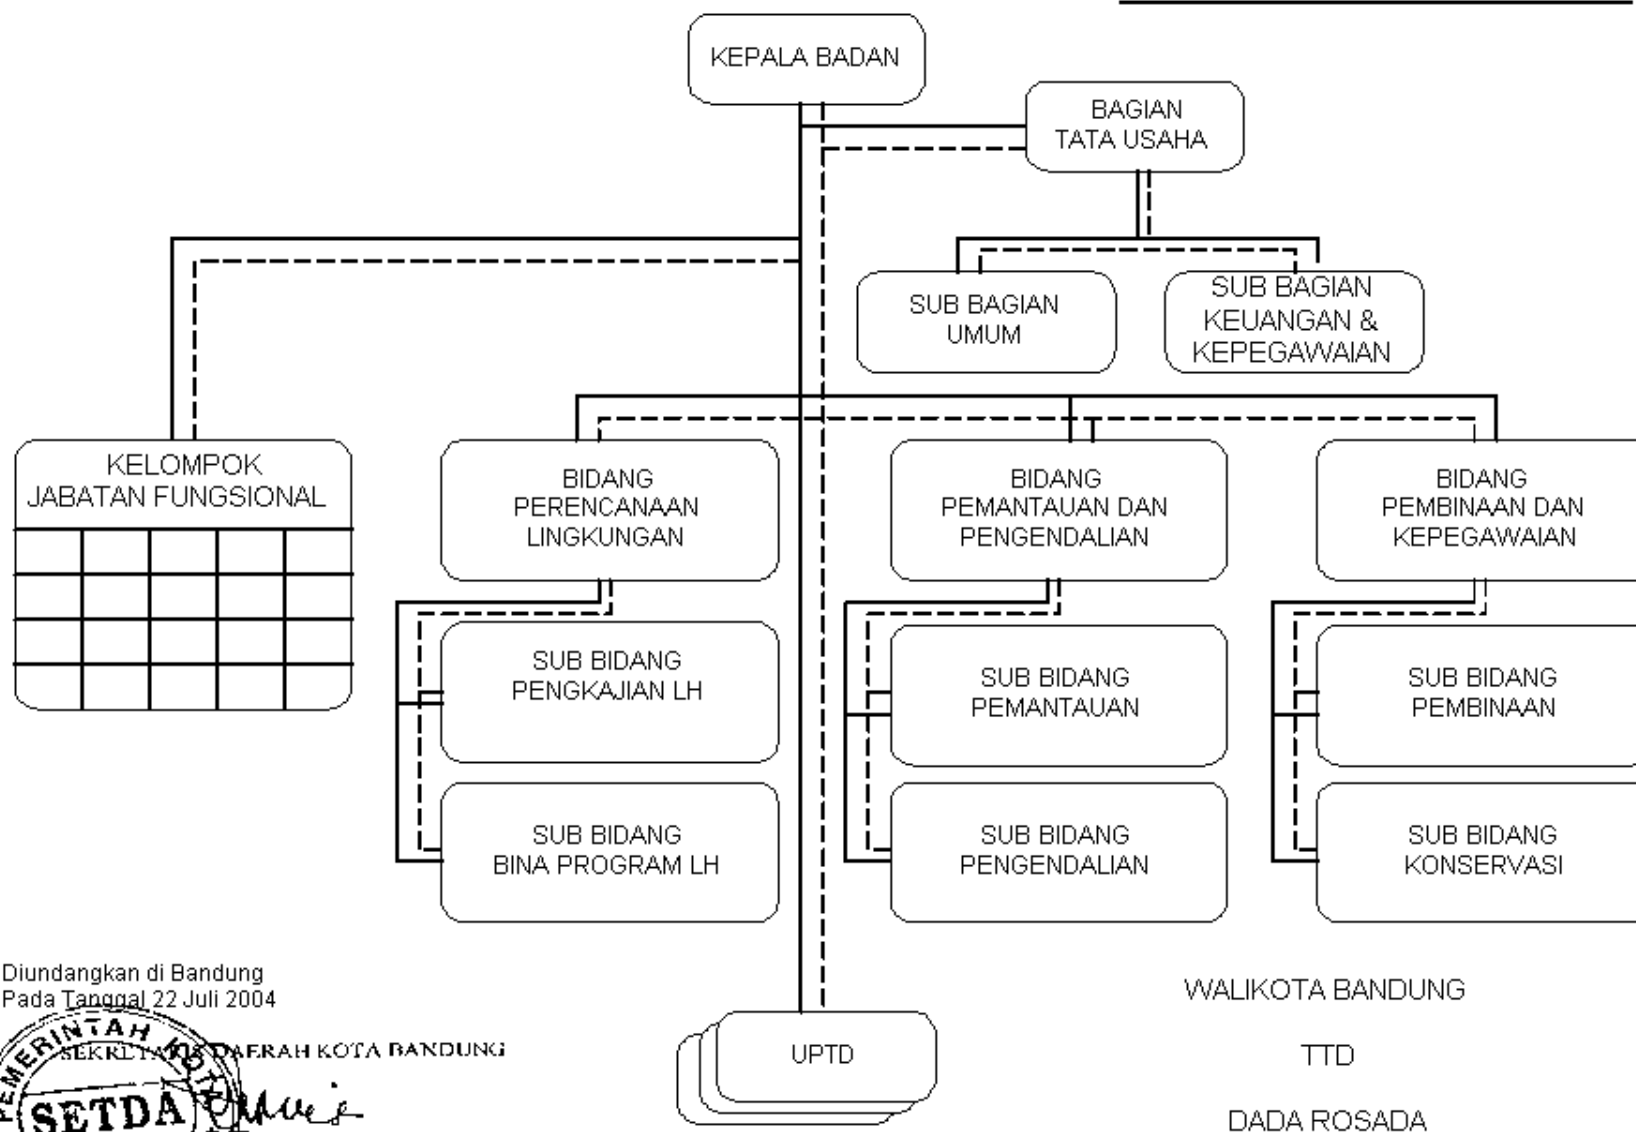 KEPALA BADAN
BAGIAN
TATA USAHA
SUB BAGIAN
UMUM
SUB BAGIAN
KEUANGAN &
KEPEGAWAIAN
KELOMPOK
JABATAN FUNGSIONAL
BIDANG
PERENCANAAN
LINGKUNGAN
BIDANG
PEMANTAUAN DAN
PENGENDALIAN
BIDANG
PEMBINAAN DAN
KEPEGAWAIAN
SUB BIDANG
PENGKAJIAN LH
SUB BIDANG
PEMANTAUAN
SUB BIDANG
PEMBINAAN
SUB BIDANG
BINA PROGRAM LH
SUB BIDANG
PENGENDALIAN
SUB BIDANG
KONSERVASI
Diundangkan di Bandung
Pada Tanggal 22 Juli 2004
SEKRETARIS DAERAH KOTA BANDUNG
PEMERINTAH KOTA
SETDA
UPTD
WALIKOTA BANDUNG
TTD
DADA ROSADA